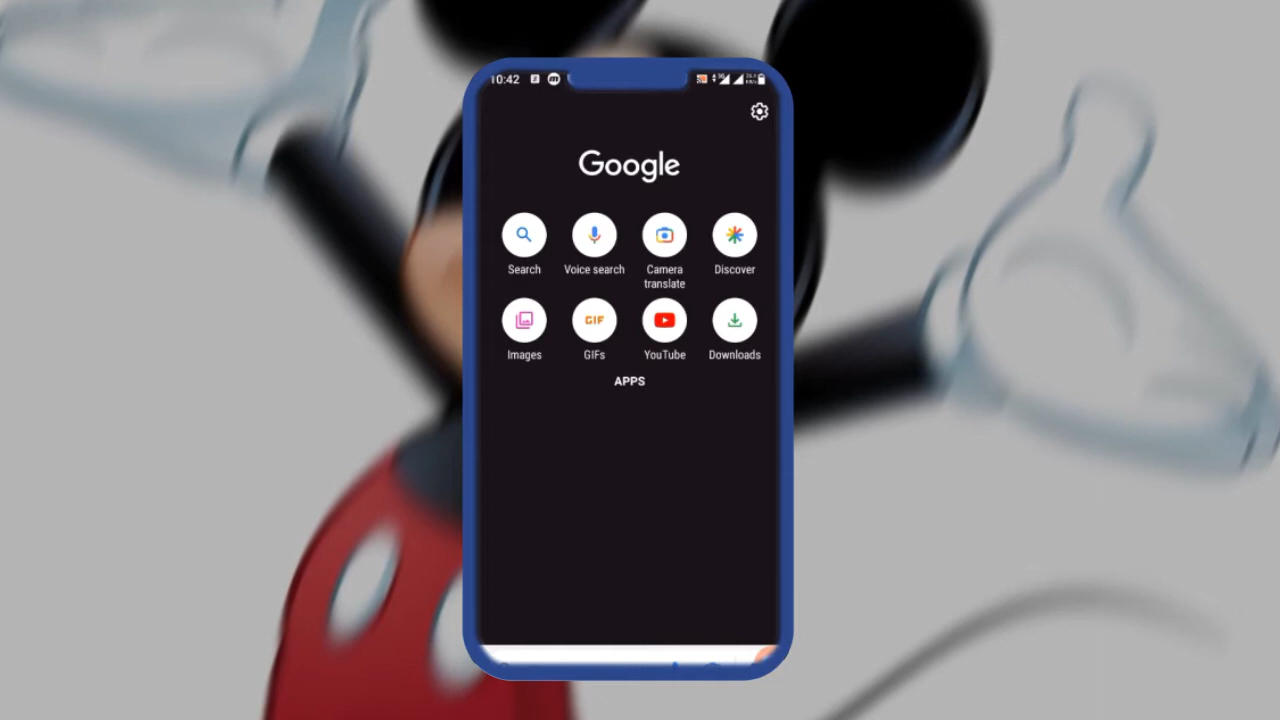 10:42
Google
Search Voice search Camera translate Discover
Images GIF GIFs YouTube Downloads
APPS